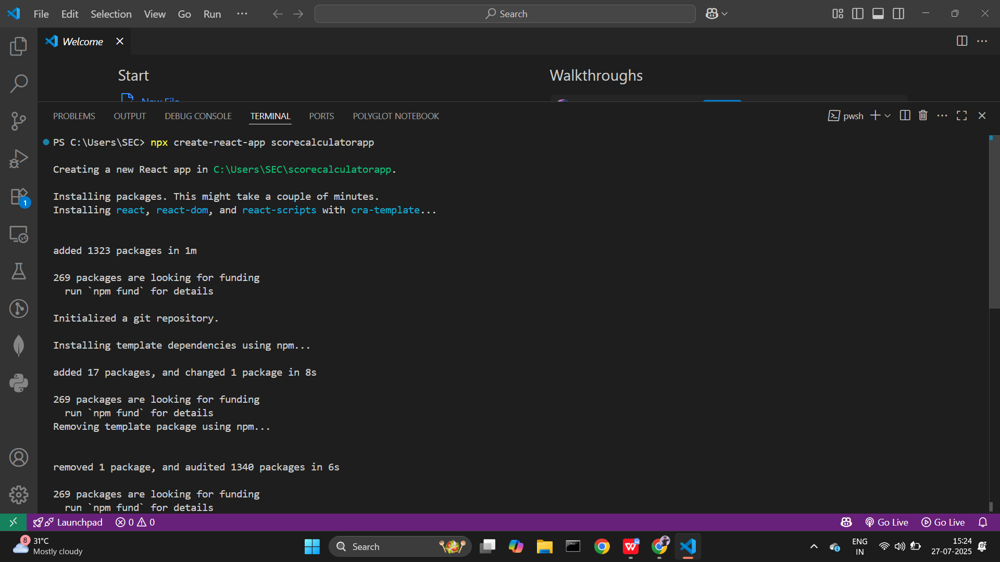 File Edit Selection View Go Run ...
Search
Welcome
Start
Walkthroughs
New File
PROBLEMS OUTPUT DEBUG CONSOLE TERMINAL PORTS POLYGLOT NOTEBOOK
pwsh
PS C:\Users\SEC> npx create-react-app scorecalculatorapp
Creating a new React app in C:\Users\SEC\scorecalculatorapp.
Installing packages. This might take a couple of minutes.
Installing react, react-dom, and react-scripts with cra-template...
added 1323 packages in 1m
269 packages are looking for funding
run `npm fund` for details
Initialized a git repository.
Installing template dependencies using npm...
added 17 packages, and changed 1 package in 8s
269 packages are looking for funding
run `npm fund` for details
Removing template package using npm...
removed 1 package, and audited 1340 packages in 6s
269 packages are looking for funding
run `npm fund` for details
1
Launchpad 0 0
Go Live Go Live
8
31°C
Mostly cloudy
Search
ENG
IN
15:24
27-07-2025